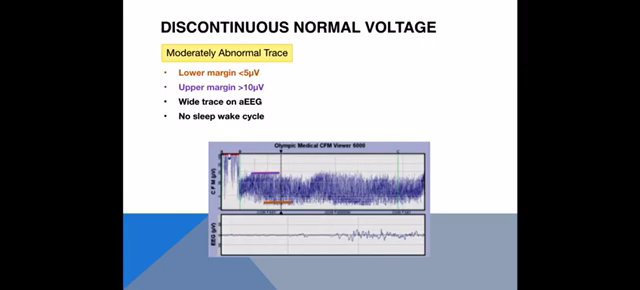 DISCONTINUOUS NORMAL VOLTAGE
Moderately Abnormal Trace
• Lower margin <5µV
• Upper margin >10µV
• Wide trace on aEEG
• No sleep wake cycle
Olympic Medical CFM Viewer 6000
CFM (µV)
EEG (µV)